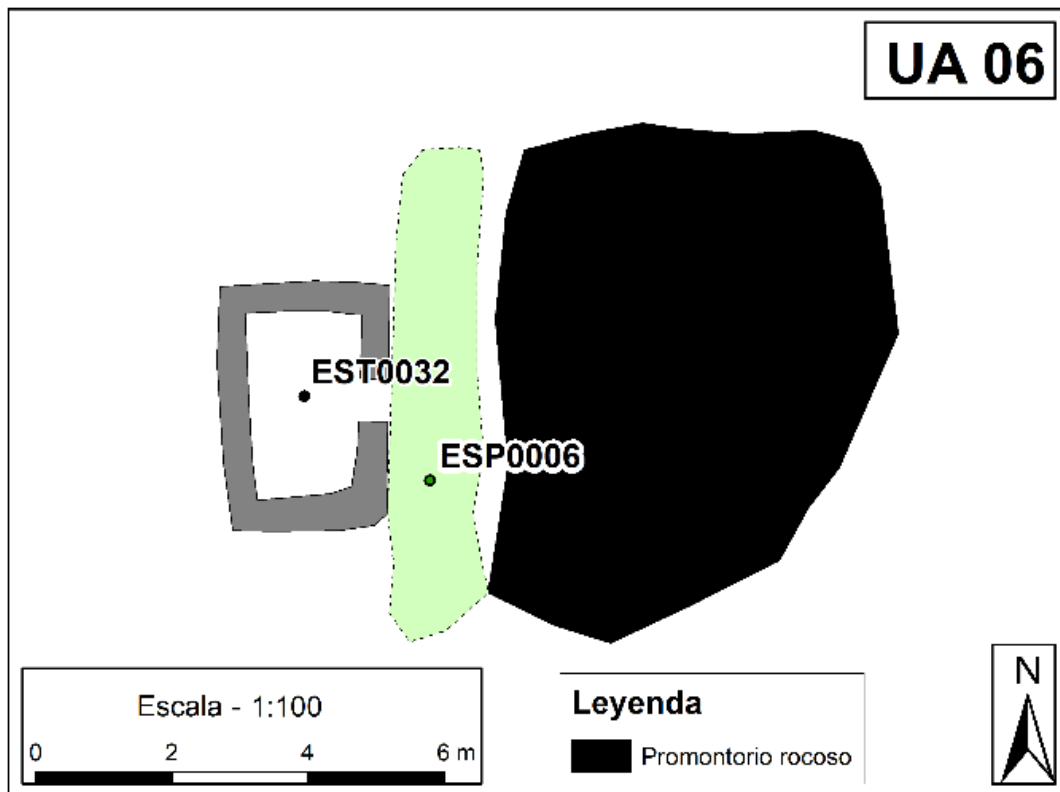 UA 06
EST0032
ESP0006
Escala - 1:100
0 2 4 6 m
Leyenda
Promontorio rocoso
N